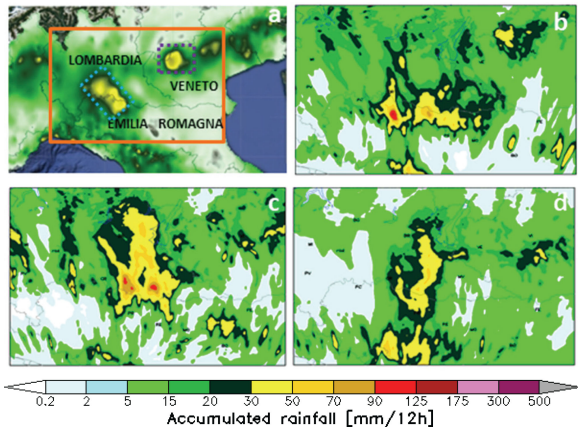 a
LOMBARDIA
VENETO
EMILIA ROMAGNA
b
c
d
0.2 2 5 15 20 30 50 70 90 125 175 300 500
Accumulated rainfall [mm/12h]